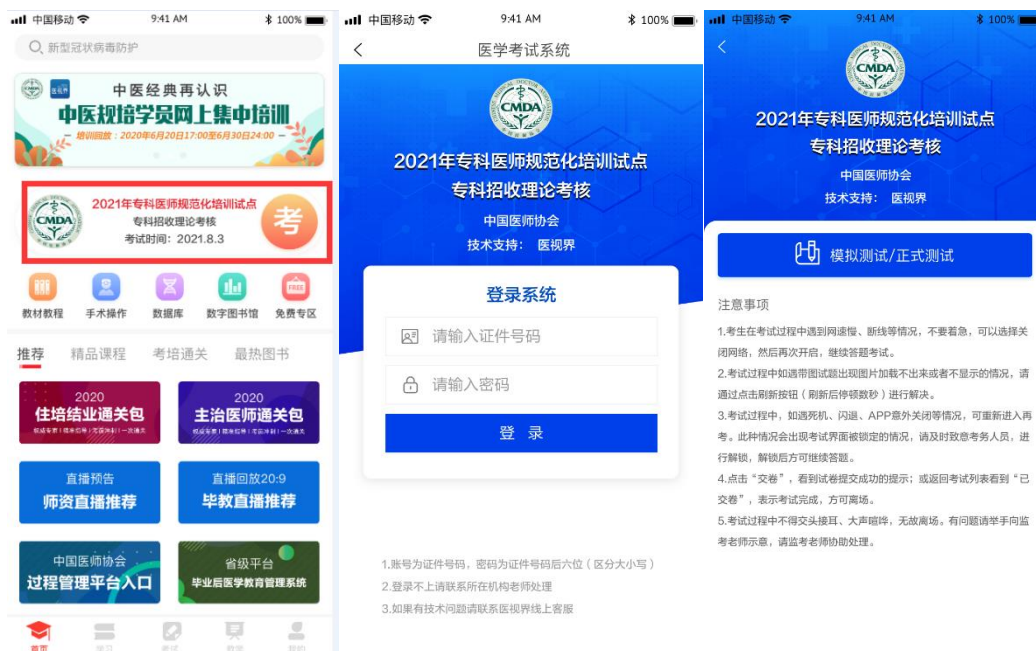 中国移动
9:41 AM
100%
新型冠状病毒防护
医视界
中医经典再认识
中医规培学员网上集中培训
培训回放：2020年6月20日17:00至6月30日24:00
CMDA
2021年专科医师规范化培训试点
专科招收理论考核
考试时间：2021.8.3
考
教材教程
手术操作
数据库
数字图书馆
FREE
免费专区
推荐
精品课程
考培通关
最热图书
2020
住培结业通关包
2020
主治医师通关包
直播预告
师资直播推荐
直播回放20:9
毕教直播推荐
中国医师协会
过程管理平台入口
省级平台
毕业后医学教育管理系统
首页
学习
考试
教学
我的
中国移动
9:41 AM
100%
医学考试系统
CMDA
2021年专科医师规范化培训试点
专科招收理论考核
中国医师协会
技术支持： 医视界
登录系统
请输入证件号码
请输入密码
登 录
1.账号为证件号码，密码为证件号码后六位（区分大小写）
2.登录不上请联系所在机构老师处理
3.如果有技术问题请联系医视界线上客服
中国移动
9:41 AM
100%
CMDA
2021年专科医师规范化培训试点
专科招收理论考核
中国医师协会
技术支持： 医视界
模拟测试/正式测试
注意事项
1.考生在考试过程中遇到网速慢、断线等情况，不要着急，可以选择关
闭网络，然后再次开启，继续答题考试。
2.考试过程中如遇带图试题出现图片加载不出来或者不显示的情况，请
通过点击刷新按钮（刷新后停顿数秒）进行解决。
3.考试过程中，如遇死机、闪退、APP意外关闭等情况，可重新进入再
考。此种情况会出现考试界面被锁定的情况，请及时致意考务人员，进
行解锁，解锁后方可继续答题。
4.点击“交卷”，看到试卷提交成功的提示；或返回考试列表看到“已
交卷”，表示考试完成，方可离场。
5.考试过程中不得交头接耳、大声喧哗，无故离场。有问题请举手向监
考老师示意，请监考老师协助处理。